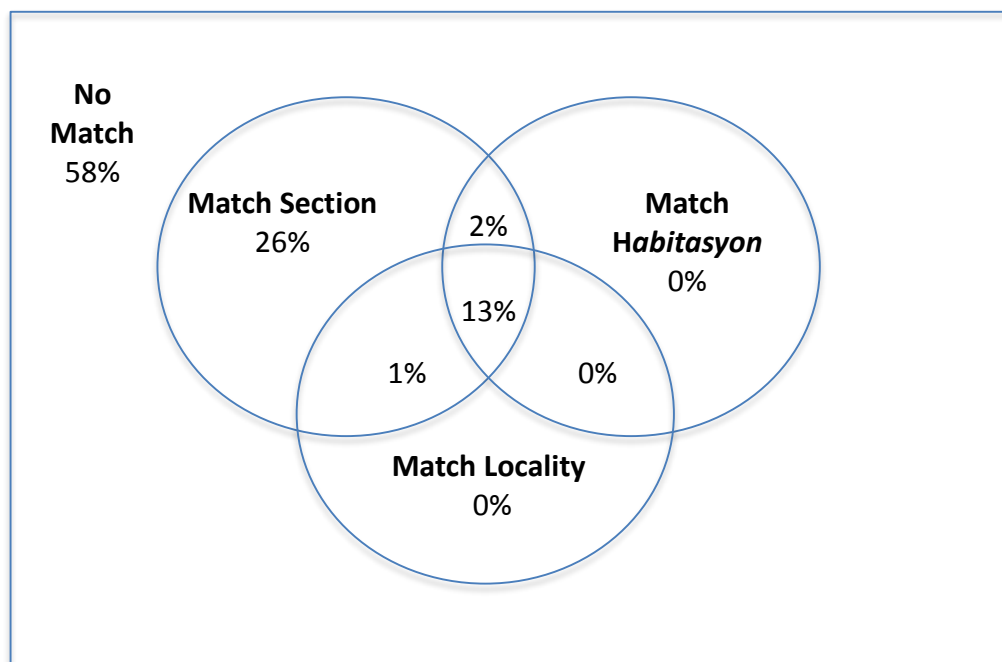 No
Match
58%
Match Section
26%
2%
Match
Habitasyon
0%
13%
1%
0%
Match Locality
0%